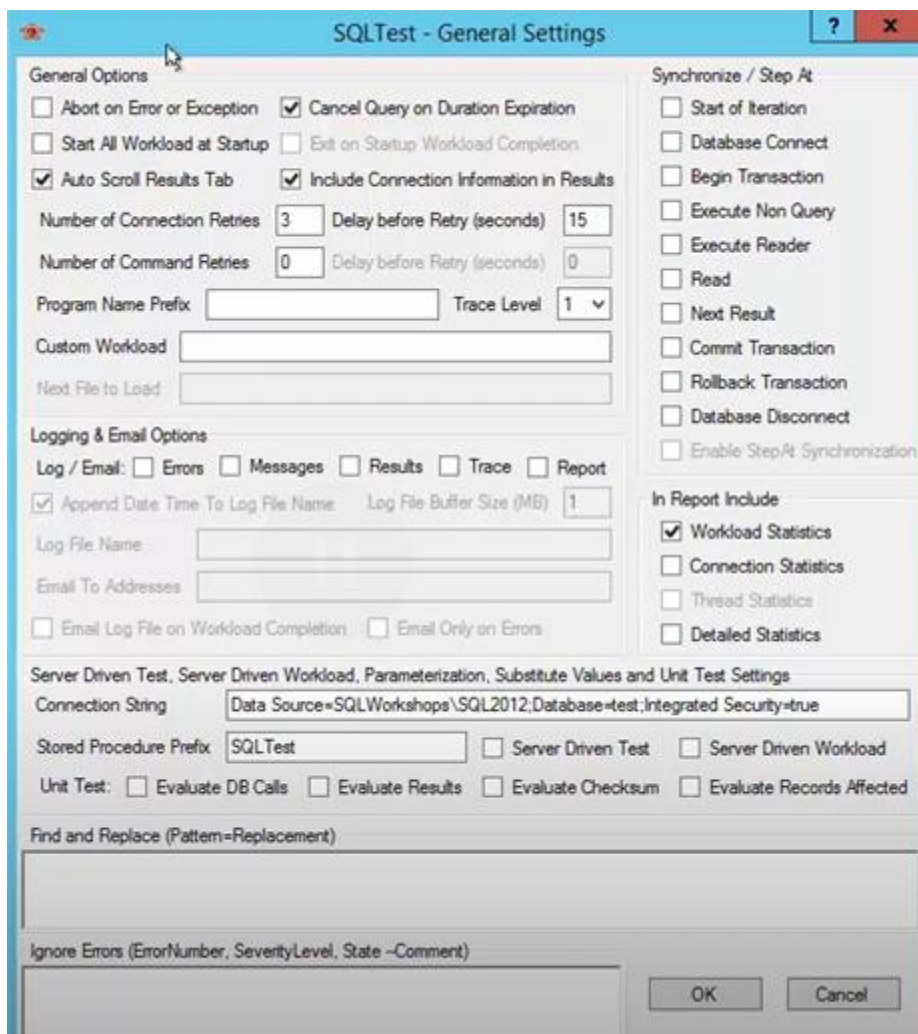 SQLTest - General Settings ? x
General Options
Abort on Error or Exception Cancel Query on Duration Expiration
Start All Workload at Startup Exit on Startup Workload Completion
Auto Scroll Results Tab Include Connection Information in Results
Number of Connection Retries 3 Delay before Retry (seconds) 15
Number of Command Retries 0 Delay before Retry (seconds) 0
Program Name Prefix Trace Level 1
Custom Workload
Next File to Load
Synchronize / Step At
Start of Iteration
Database Connect
Begin Transaction
Execute Non Query
Execute Reader
Read
Next Result
Commit Transaction
Rollback Transaction
Database Disconnect
Enable StepAt Synchronization
Logging & Email Options
Log / Email: Errors Messages Results Trace Report
Append Date Time To Log File Name Log File Buffer Size (MB) 1
Log File Name
Email To Addresses
Email Log File on Workload Completion Email Only on Errors
In Report Include
Workload Statistics
Connection Statistics
Thread Statistics
Detailed Statistics
Server Driven Test, Server Driven Workload, Parameterization, Substitute Values and Unit Test Settings
Connection String Data Source=SQLWorkshops\SQL2012;Database=test;Integrated Security=true
Stored Procedure Prefix SQLTest Server Driven Test Server Driven Workload
Unit Test: Evaluate DB Calls Evaluate Results Evaluate Checksum Evaluate Records Affected
Find and Replace (Pattern=Replacement)
Ignore Errors (ErrorNumber, SeverityLevel, State --Comment)
OK Cancel